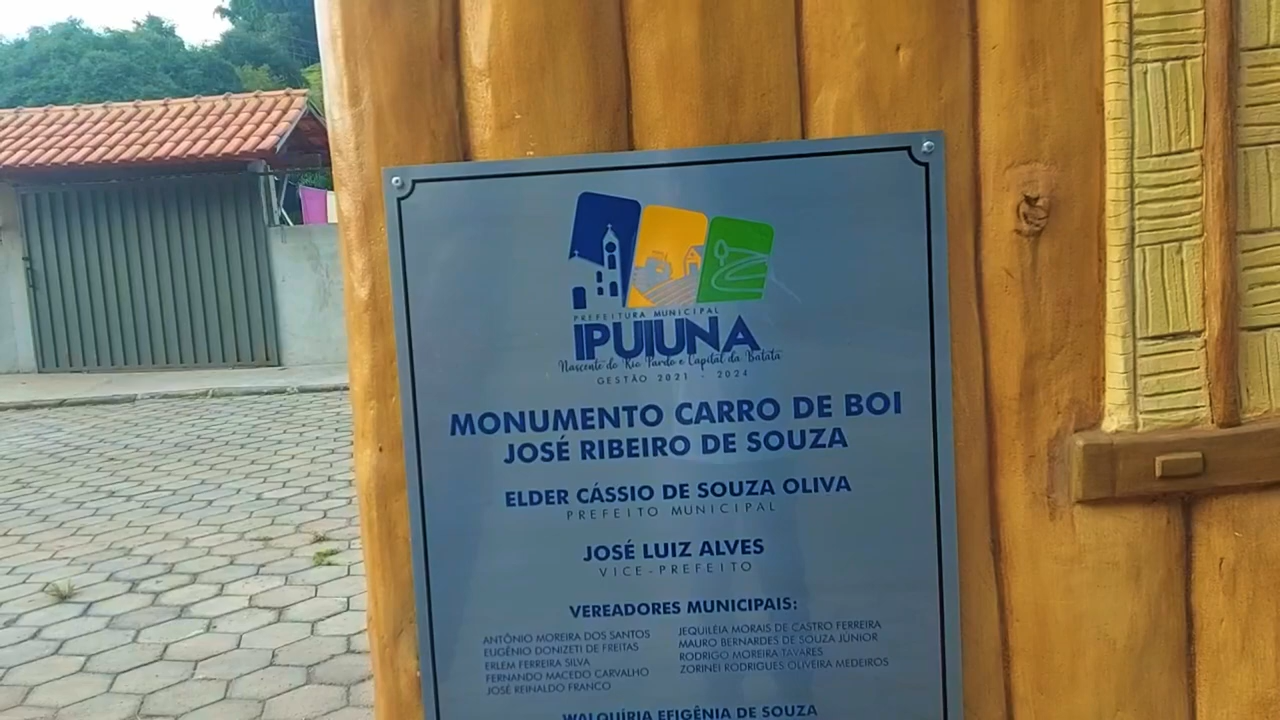 PREFEITURA MUNICIPAL
IPUIUNA
Nascente do Rio Pardo e Capital da Batata
GESTÃO 2021 - 2024
MONUMENTO CARRO DE BOI
JOSÉ RIBEIRO DE SOUZA
ELDER CÁSSIO DE SOUZA OLIVA
PREFEITO MUNICIPAL
JOSÉ LUIZ ALVES
VICE-PREFEITO
VEREADORES MUNICIPAIS:
ANTÔNIO MOREIRA DOS SANTOS
EUGÊNIO DONIZETI DE FREITAS
ERLEM FERREIRA SILVA
FERNANDO MACEDO CARVALHO
JOSÉ REINALDO FRANCO
JEQUILÉIA MORAIS DE CASTRO FERREIRA
MAURO BERNARDES DE SOUZA JÚNIOR
RODRIGO MOREIRA TAVARES
ZORINEI RODRIGUES OLIVEIRA MEDEIROS
WALQUÍRIA EFIGÊNIA DE SOUZA